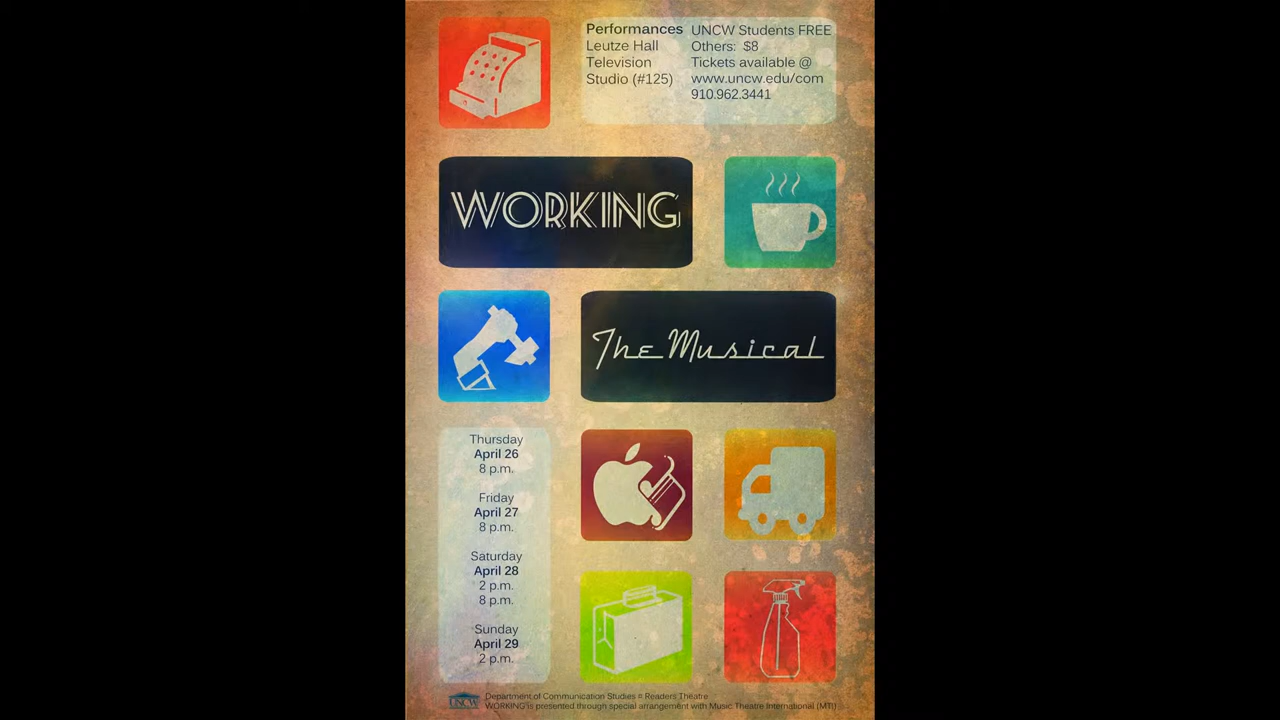 Performances
Leutze Hall
Television
Studio (#125)
UNCW Students FREE
Others: $8
Tickets available @
www.uncw.edu/com
910.962.3441
WORKING
The Musical
Thursday
April 26
8 p.m.
Friday
April 27
8 p.m.
Saturday
April 28
2 p.m.
8 p.m.
Sunday
April 29
2 p.m.
UNCW
Department of Communication Studies ¤ Readers Theatre
WORKING is presented through special arrangement with Music Theatre International (MTI)